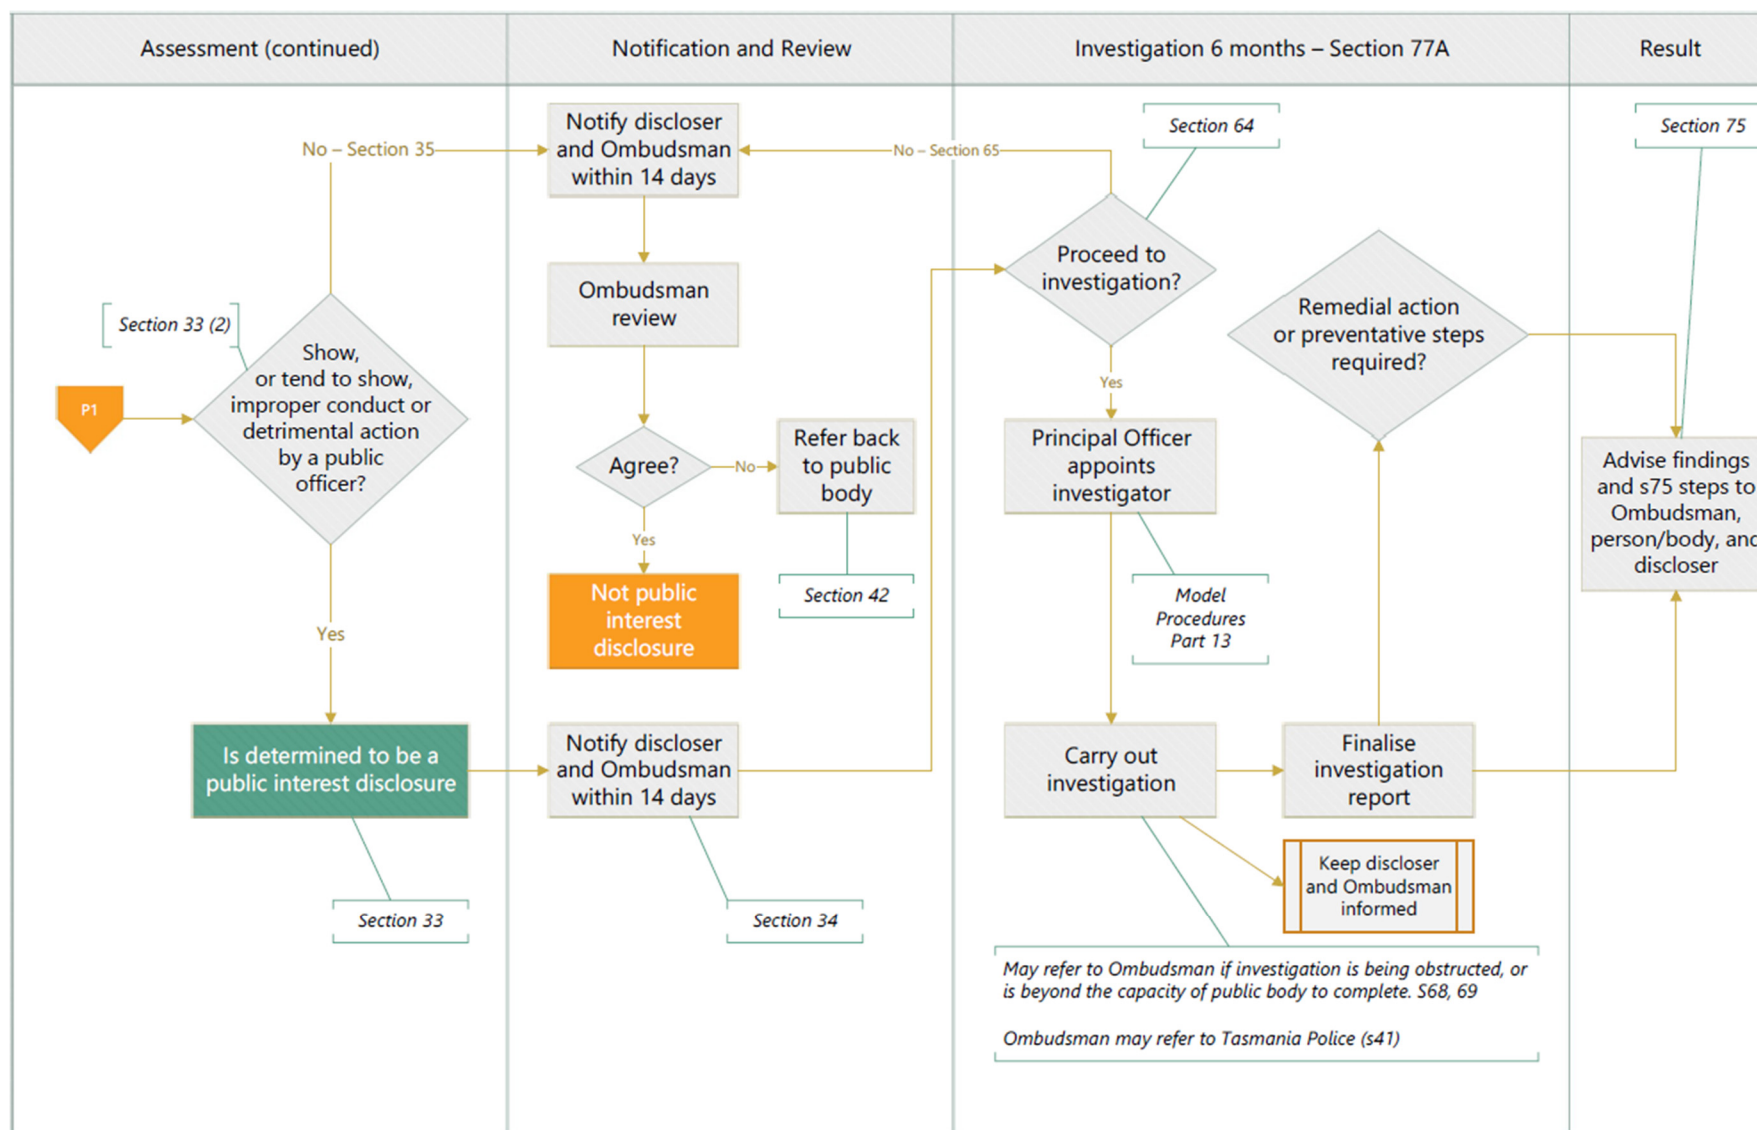 Assessment (continued)
Notification and Review
Investigation 6 months – Section 77A
Result
No – Section 35
Section 33 (2)
P1
Show,
or tend to show,
improper conduct or
detrimental action
by a public
officer?
Yes
Is determined to be a
public interest disclosure
Section 33
Notify discloser
and Ombudsman
within 14 days
Ombudsman
review
Agree?
No
Refer back
to public
body
Section 42
Yes
Not public
interest
disclosure
Notify discloser
and Ombudsman
within 14 days
Section 34
No – Section 65
Section 64
Proceed to
investigation?
Yes
Principal Officer
appoints
investigator
Model
Procedures
Part 13
Carry out
investigation
Finalise
investigation
report
Keep discloser
and Ombudsman
informed
May refer to Ombudsman if investigation is being obstructed, or
is beyond the capacity of public body to complete. S68, 69
Ombudsman may refer to Tasmania Police (s41)
Remedial action
or preventative steps
required?
Section 75
Advise findings
and s75 steps to
Ombudsman,
person/body, and
discloser